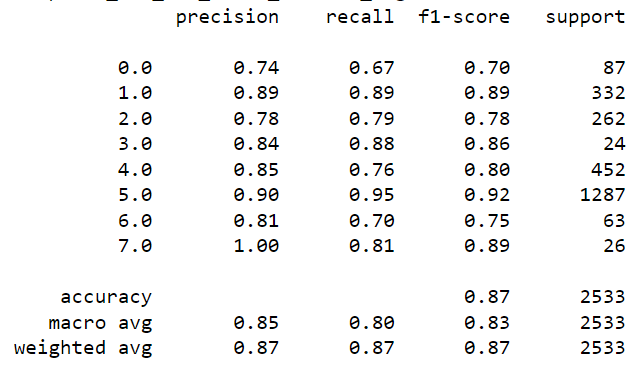 precision recall f1-score support
0.0 0.74 0.67 0.70 87
1.0 0.89 0.89 0.89 332
2.0 0.78 0.79 0.78 262
3.0 0.84 0.88 0.86 24
4.0 0.85 0.76 0.80 452
5.0 0.90 0.95 0.92 1287
6.0 0.81 0.70 0.75 63
7.0 1.00 0.81 0.89 26
accuracy 0.87 2533
macro avg 0.85 0.80 0.83 2533
weighted avg 0.87 0.87 0.87 2533